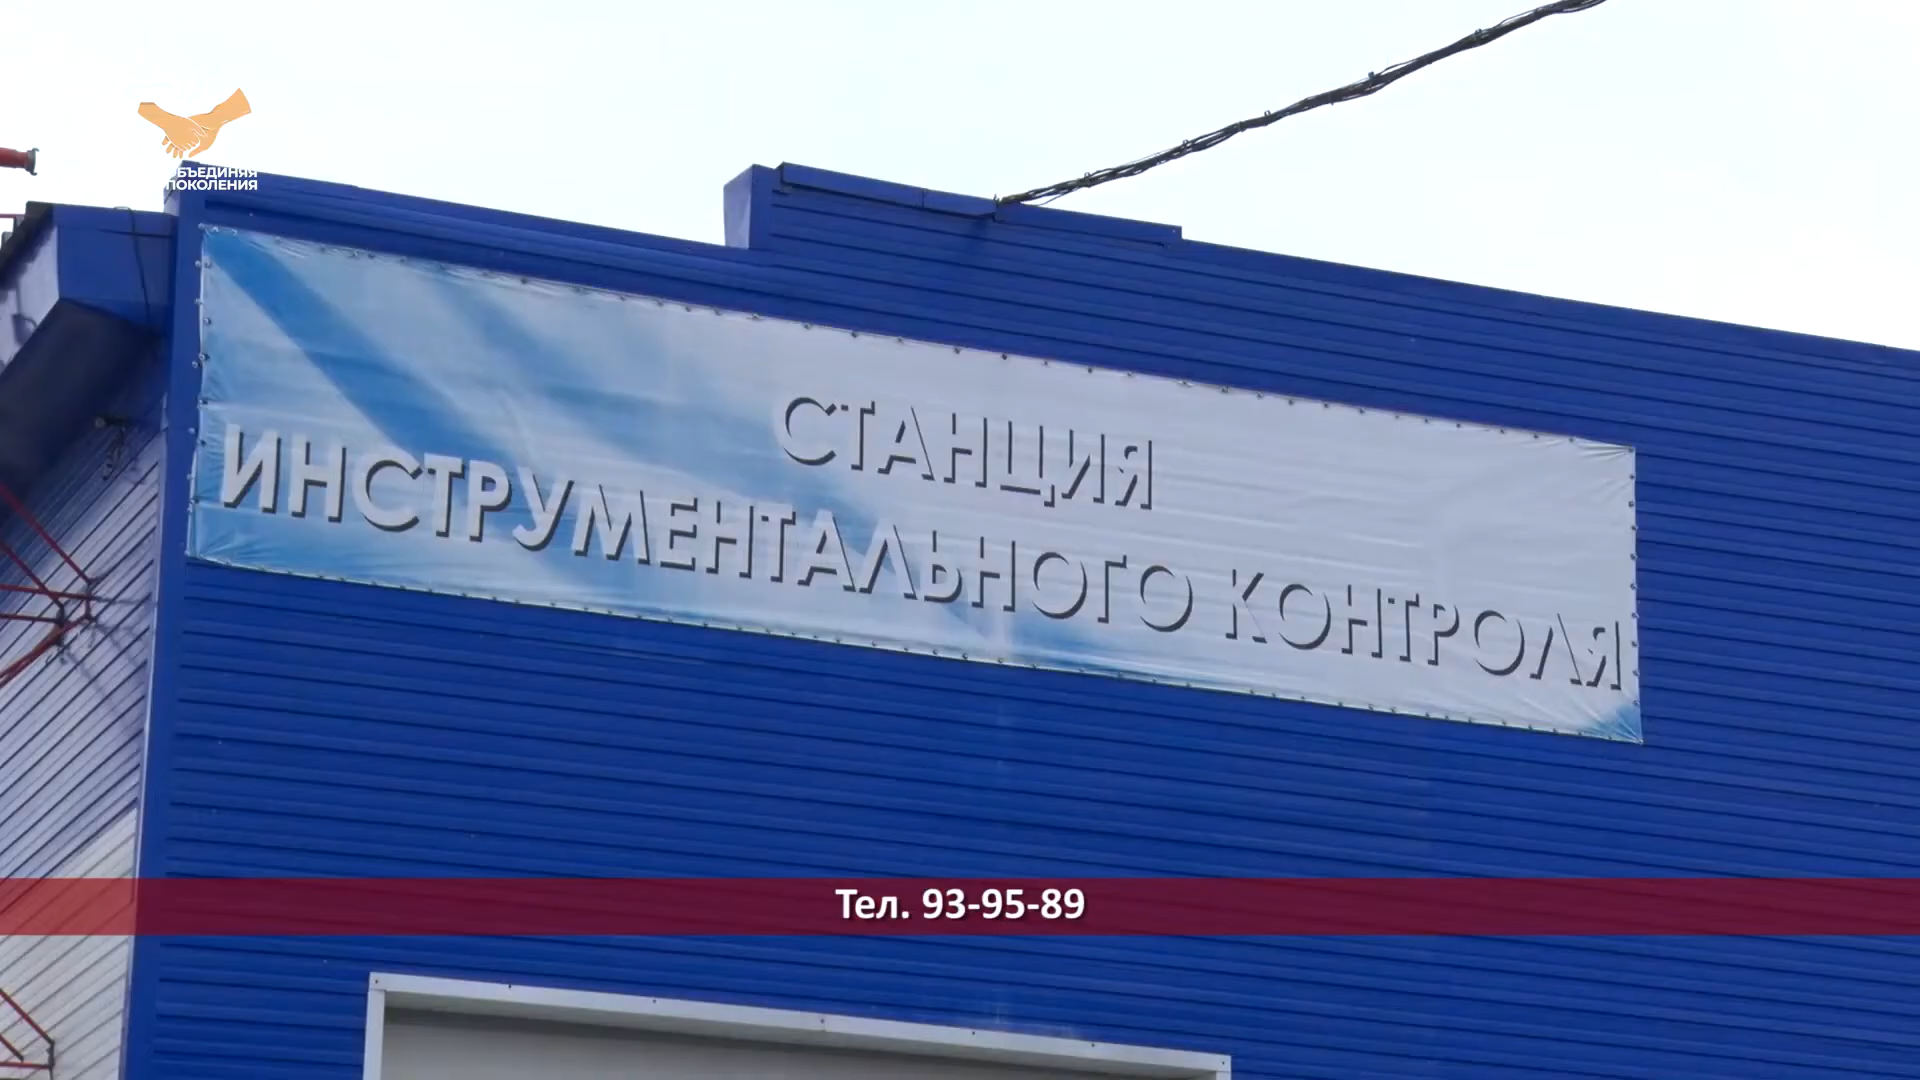 ОБЪЕДИНЯЯ
ПОКОЛЕНИЯ
СТАНЦИЯ
ИНСТРУМЕНТАЛЬНОГО КОНТРОЛЯ
Тел. 93-95-89